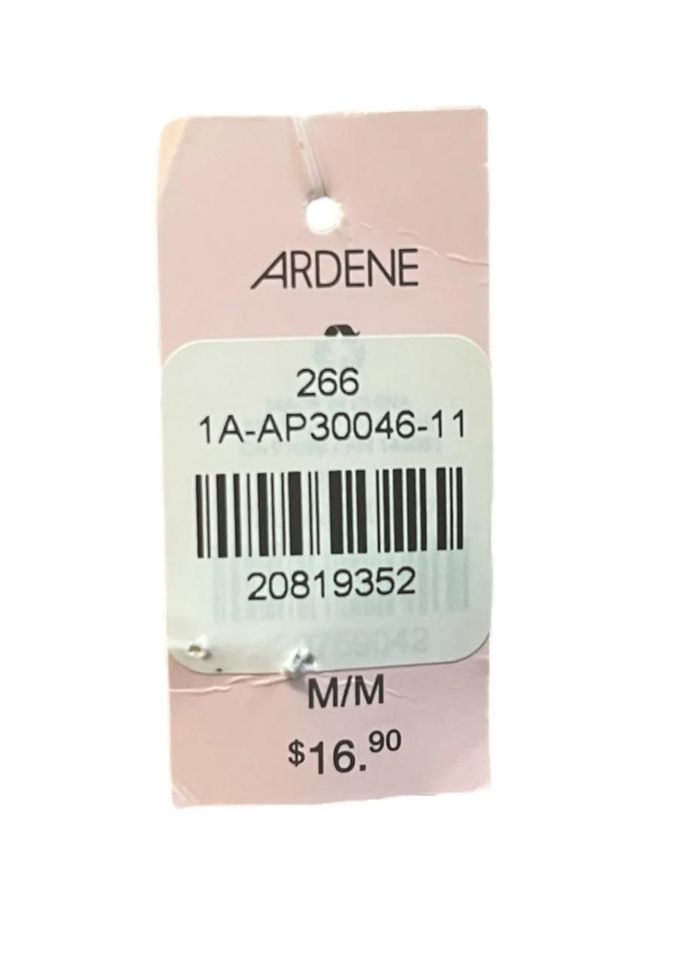 ARDENE
266
1A-AP30046-11
20819352
M/M
$16.90